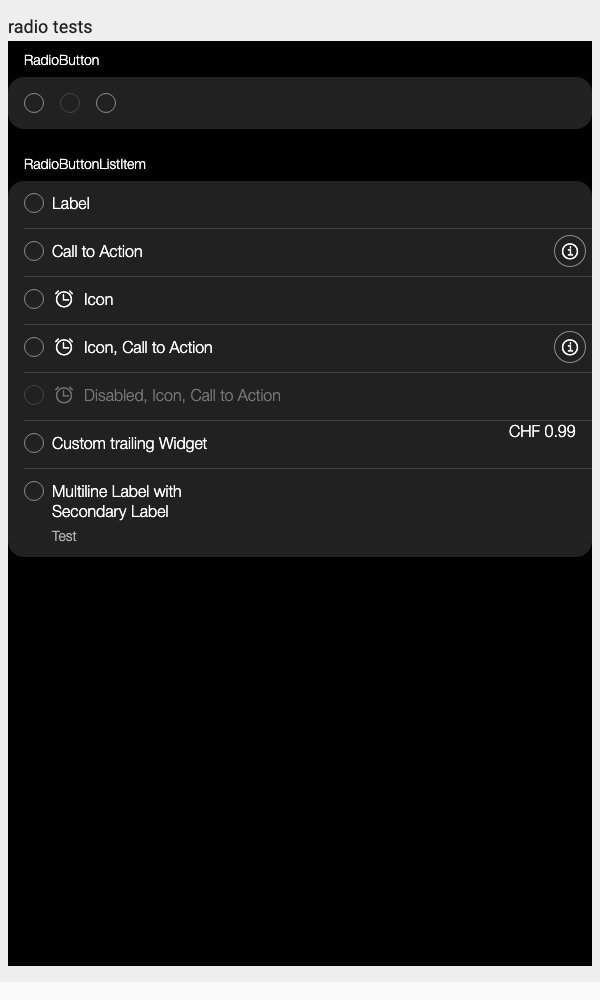 radio tests
RadioButton
RadioButtonListItem
Label
Call to Action
Icon
Icon, Call to Action
Disabled, Icon, Call to Action
Custom trailing Widget
CHF 0.99
Multiline Label with
Secondary Label
Test